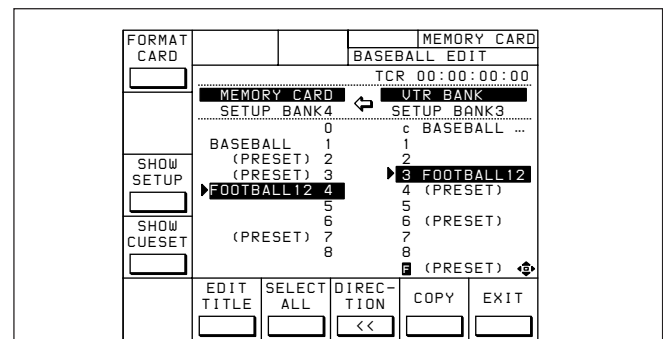 FORMAT
CARD
MEMORY CARD
BASEBALL EDIT
TCR 00:00:00:00
MEMORY CARD
SETUP BANK4
VTR BANK
SETUP BANK3
0
BASEBALL 1
(PRESET) 2
(PRESET) 3
FOOTBALL12 4
5
6
(PRESET) 7
8
c BASEBALL …
1
2
3 FOOTBALL12
4 (PRESET)
5
6 (PRESET)
7
8
F (PRESET)
SHOW
SETUP
SHOW
CUESET
EDIT
TITLE
SELECT
ALL
DIREC-
TION
<<
COPY
EXIT